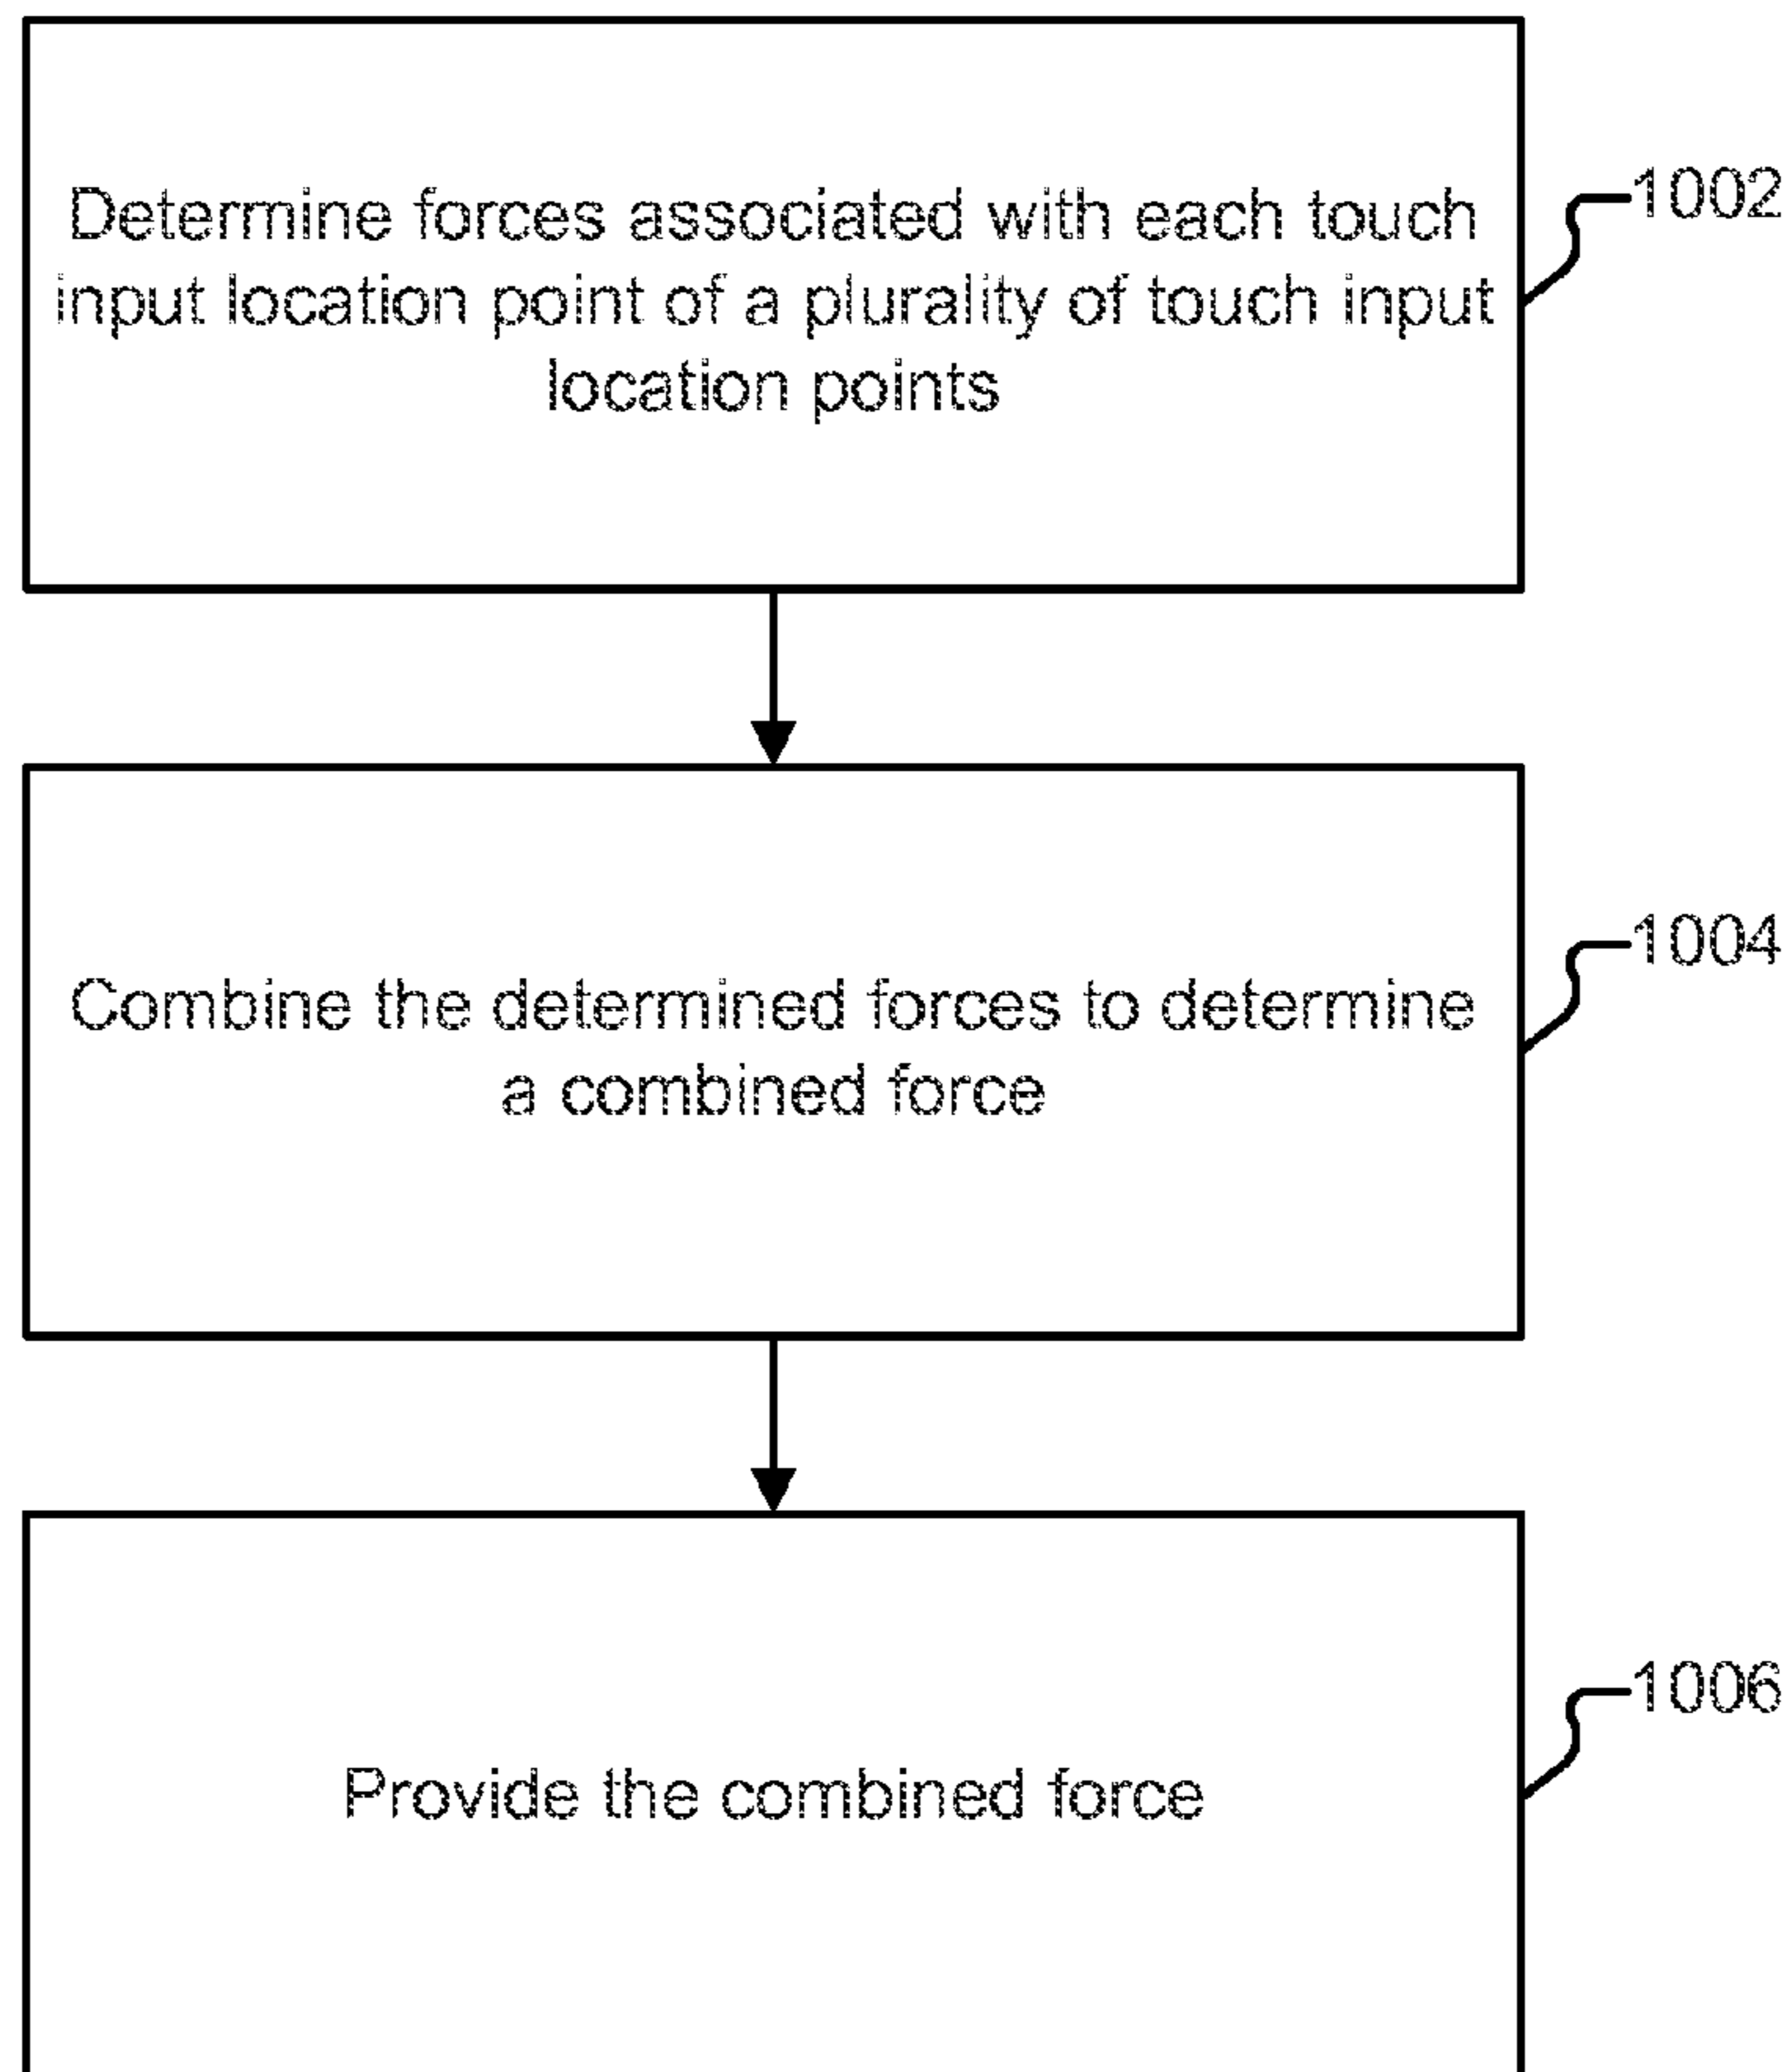 Determine forces associated with each touch
input location point of a plurality of touch input
location points
1002
Combine the determined forces to determine
a combined force
1004
Provide the combined force
1006